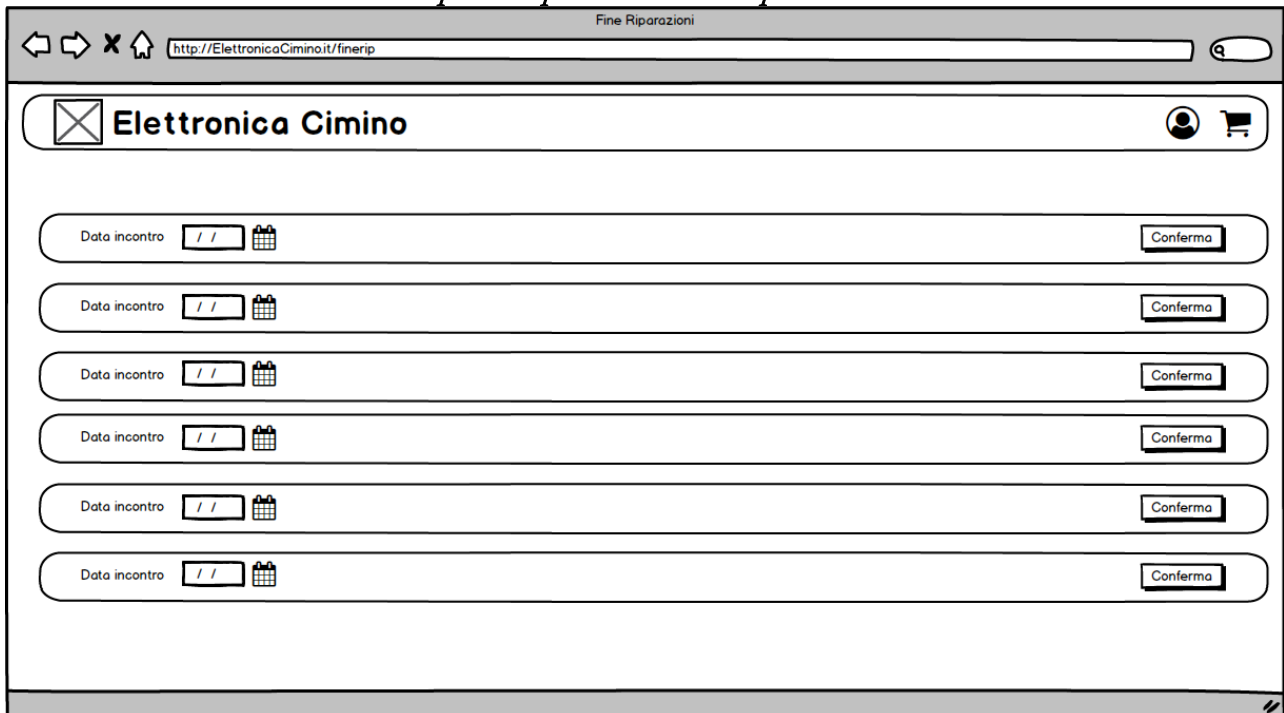 Fine Riparazioni
http://ElettronicaCimino.it/finerip
Elettronica Cimino
Data incontro / / Conferma
Data incontro / / Conferma
Data incontro / / Conferma
Data incontro / / Conferma
Data incontro / / Conferma
Data incontro / / Conferma